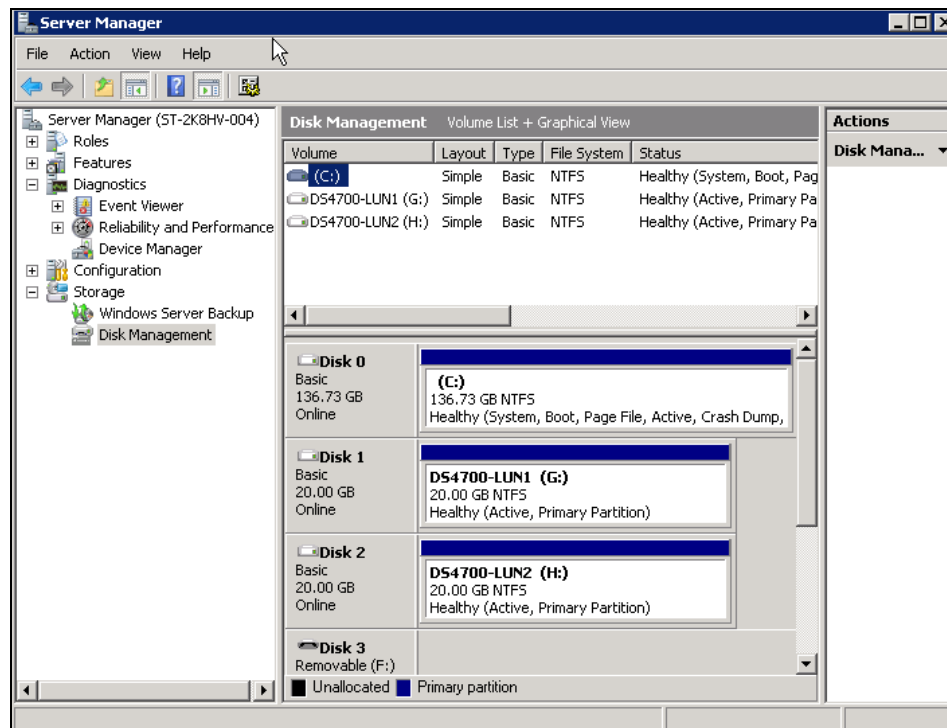 Server Manager
File Action View Help
Server Manager (ST-2K8HV-004)
Roles
Features
Diagnostics
Event Viewer
Reliability and Performance
Device Manager
Configuration
Storage
Windows Server Backup
Disk Management
Disk Management Volume List + Graphical View
Volume Layout Type File System Status
(C:) Simple Basic NTFS Healthy (System, Boot, Pag
DS4700-LUN1 (G:) Simple Basic NTFS Healthy (Active, Primary Pa
DS4700-LUN2 (H:) Simple Basic NTFS Healthy (Active, Primary Pa
Disk 0
Basic
136.73 GB
Online
(C:)
136.73 GB NTFS
Healthy (System, Boot, Page File, Active, Crash Dump,
Disk 1
Basic
20.00 GB
Online
DS4700-LUN1 (G:)
20.00 GB NTFS
Healthy (Active, Primary Partition)
Disk 2
Basic
20.00 GB
Online
DS4700-LUN2 (H:)
20.00 GB NTFS
Healthy (Active, Primary Partition)
Disk 3
Removable (F:)
Unallocated Primary partition
Actions
Disk Mana...